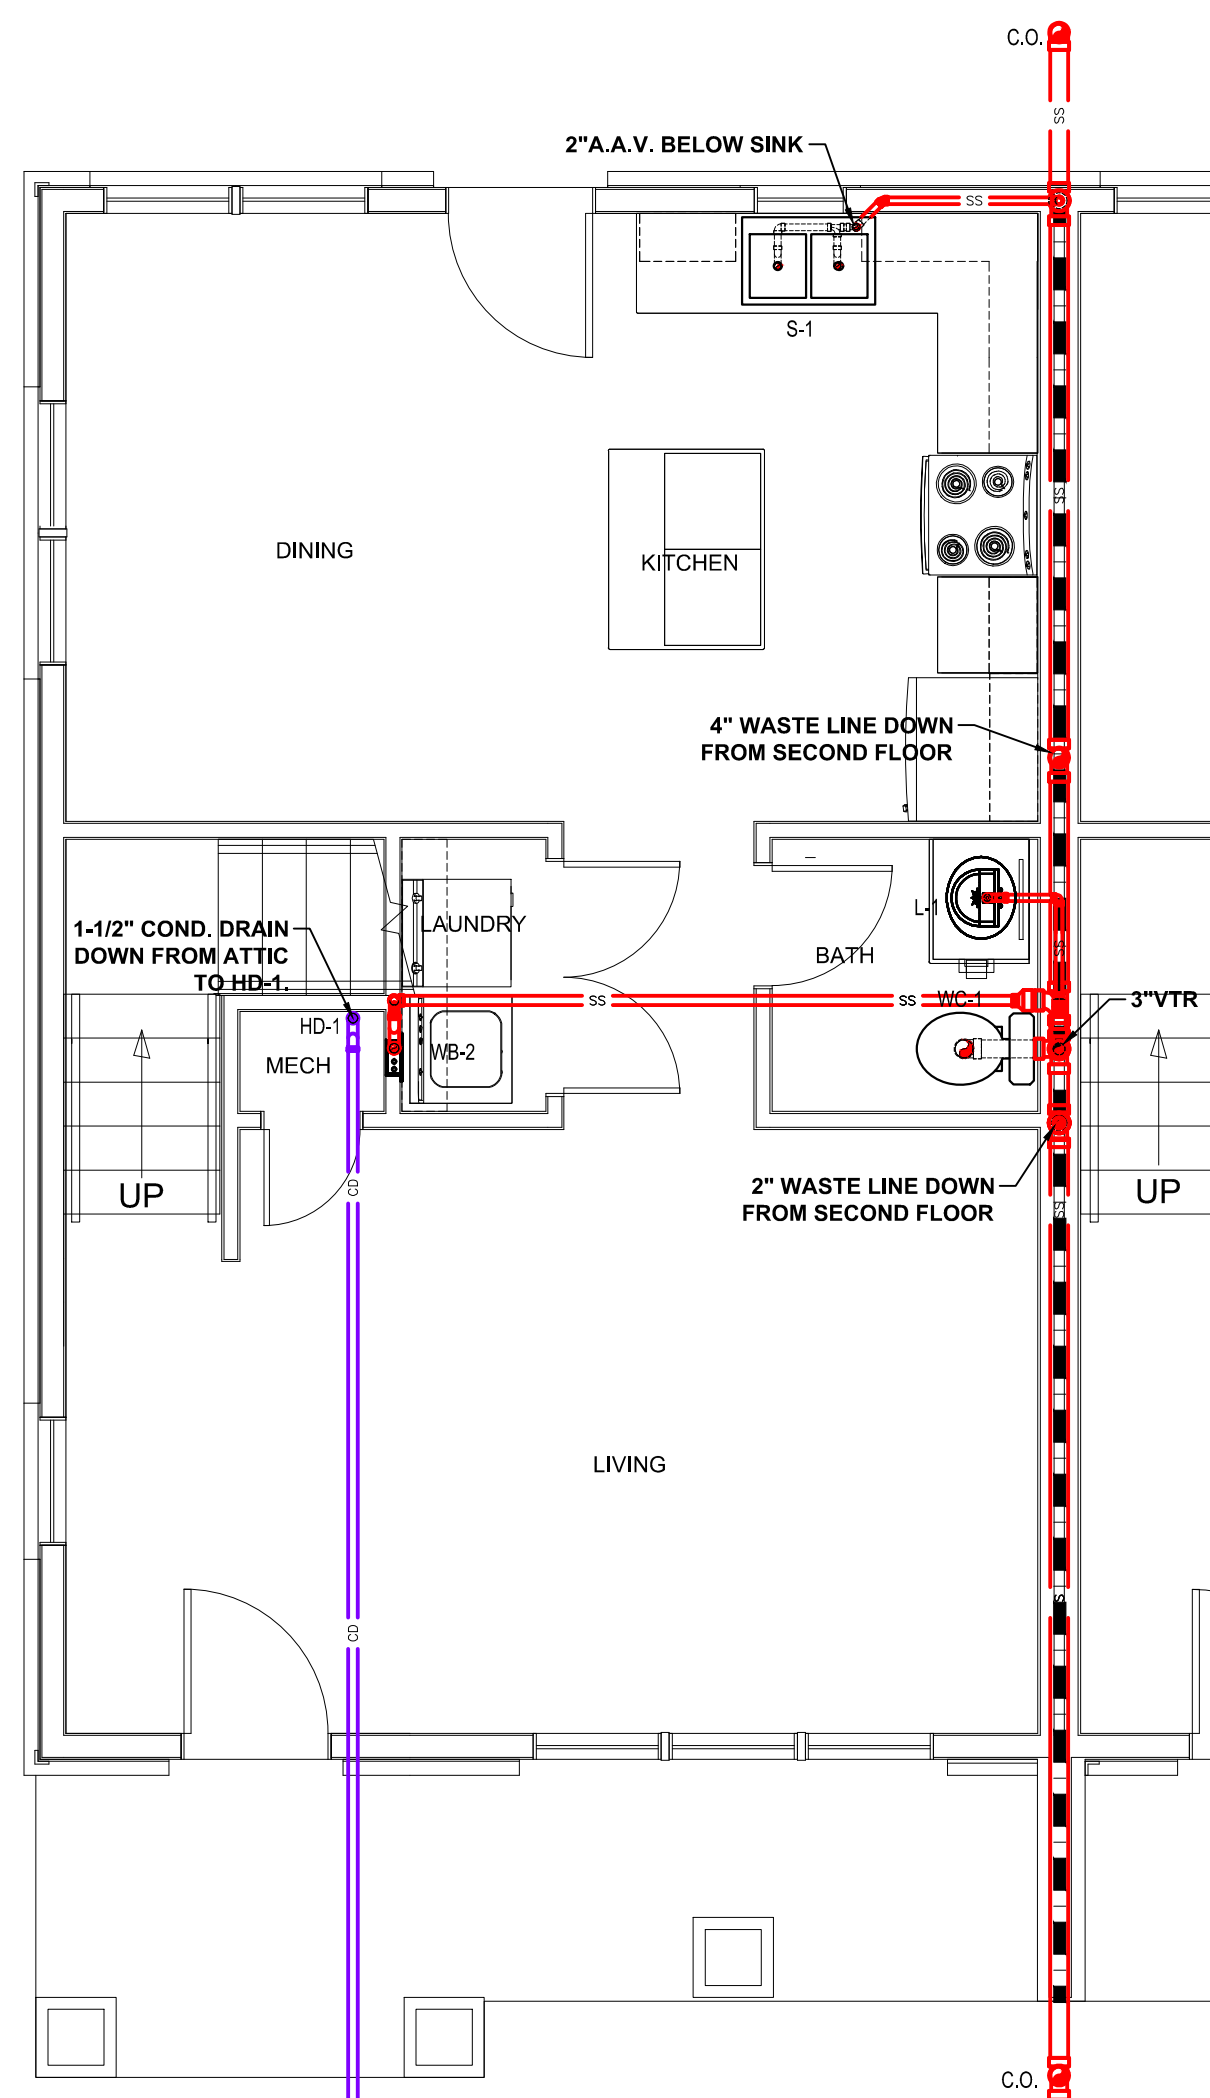 C.O.
SS
2"A.A.V. BELOW SINK
SS
S-1
SS
DINING
KITCHEN
4" WASTE LINE DOWN
FROM SECOND FLOOR
L-1
LAUNDRY
1-1/2" COND. DRAIN
DOWN FROM ATTIC
TO HD-1.
BATH
SS
SS
SS
WC-1
3"VTR
HD-1
WB-2
MECH
2" WASTE LINE DOWN
FROM SECOND FLOOR
UP
CD
UP
SS
LIVING
CD
C.O.